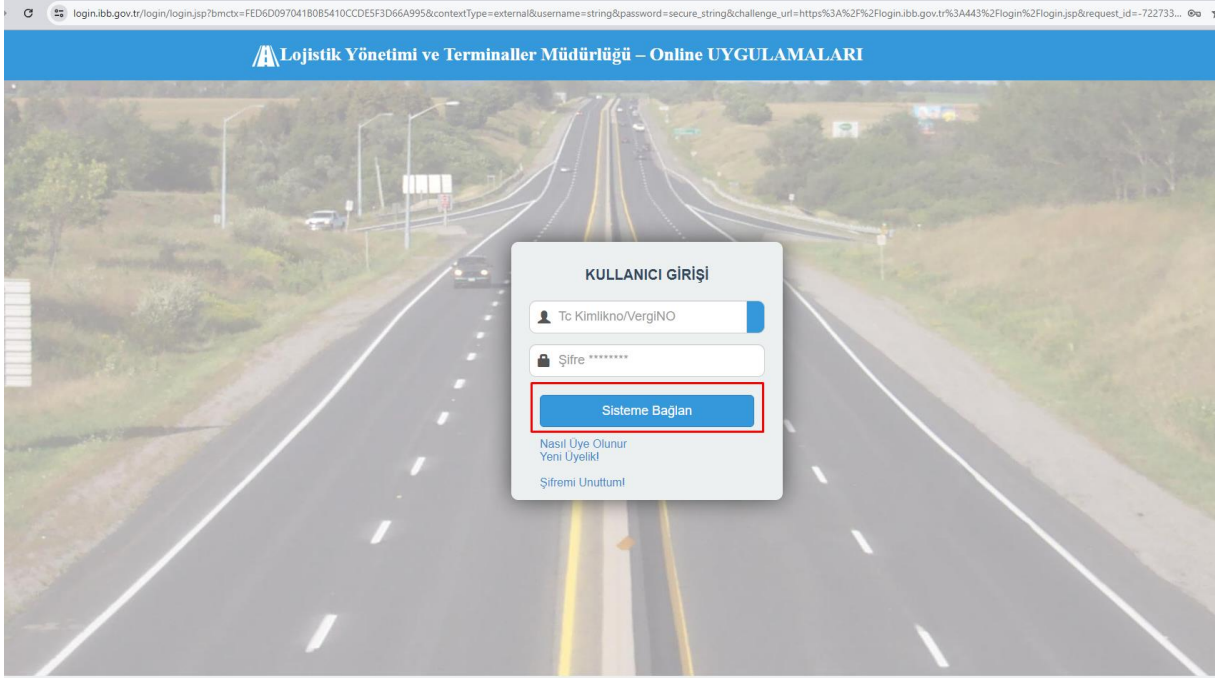 login.ibb.gov.tr/login/login.jsp?bmctx=FED6D097041B0B5410CCDE5F3D66A995&contextType=external&username=string&password=secure_string&challenge_url=https%3A%2F%2Flogin.ibb.gov.tr%3A443%2Flogin%2Flogin.jsp&request_id=-722733...
Lojistik Yönetimi ve Terminaller Müdürlüğü – Online UYGULAMALARI
KULLANICI GİRİŞİ
Tc Kimlikno/VergiNO
Şifre ********
Sisteme Bağlan
Nasıl Üye Olunur
Yeni Üyelik!
Şifremi Unuttum!